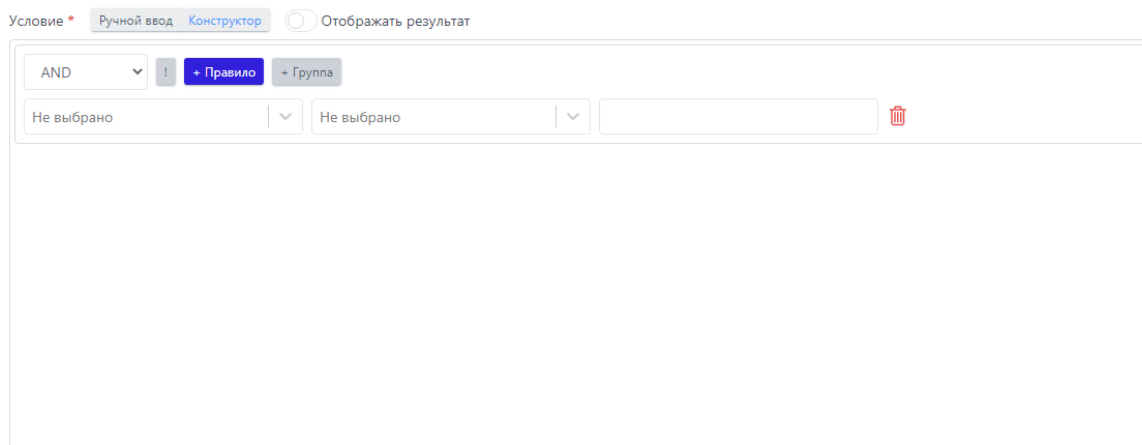 Условие * Ручной ввод Конструктор Отображать результат
AND ! + Правило + Группа
Не выбрано Не выбрано